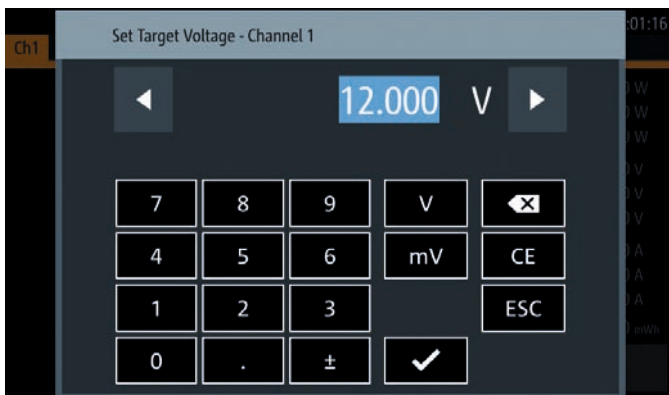 Set Target Voltage - Channel 1
:01:16
Ch1
12.000 V
W
W
W
V
V
V
A
A
A
mWh
7 8 9 V
4 5 6 mV CE
1 2 3 ESC
0 . ±